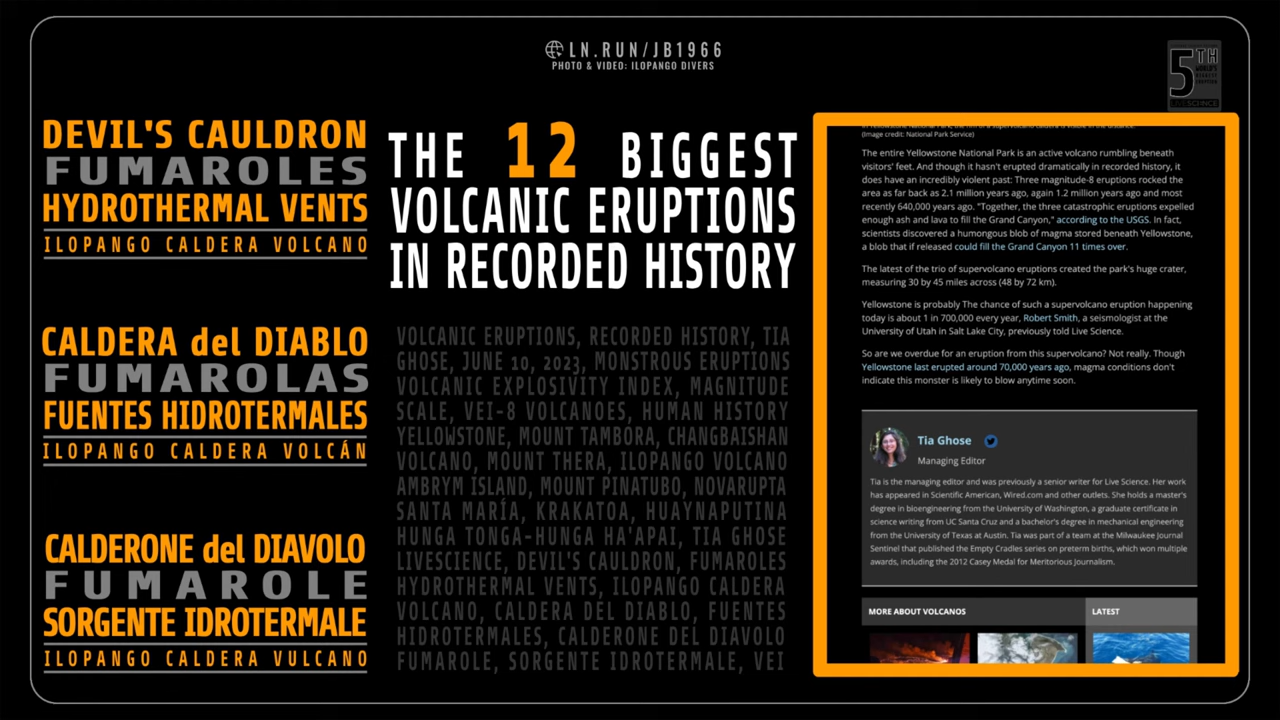 LN.RUN/JB1966
PHOTO & VIDEO: ILOPANGO DIVERS
5TH
WORLD'S
LIVESCIENCE
DEVIL'S CAULDRON
FUMAROLES
HYDROTHERMAL VENTS
ILOPANGO CALDERA VOLCANO
CALDERA del DIABLO
FUMAROLAS
FUENTES HIDROTERMALES
ILOPANGO CALDERA VOLCÁN
CALDERONE del DIAVOLO
FUMAROLE
SORGENTE IDROTERMALE
ILOPANGO CALDERA VULCANO
THE 12 BIGGEST
VOLCANIC ERUPTIONS
IN RECORDED HISTORY
VOLCANIC ERUPTIONS, RECORDED HISTORY, TIA
GHOSE, JUNE 10, 2023, MONSTROUS ERUPTIONS
VOLCANIC EXPLOSIVITY INDEX, MAGNITUDE
SCALE, VEI-8 VOLCANOES, HUMAN HISTORY
YELLOWSTONE, MOUNT TAMBORA, CHANGBAISHAN
VOLCANO, MOUNT THERA, ILOPANGO VOLCANO
AMBRYM ISLAND, MOUNT PINATUBO, NOVARUPTA
SANTA MARÍA, KRAKATOA, HUAYNAPUTINA
HUNGA TONGA-HUNGA HA'APAI, TIA GHOSE
LIVESCIENCE, DEVIL'S CAULDRON, FUMAROLES
HYDROTHERMAL VENTS, ILOPANGO CALDERA
VOLCANO, CALDERA DEL DIABLO, FUENTES
HIDROTERMALES, CALDERONE DEL DIAVOLO
FUMAROLE, SORGENTE IDROTERMALE, VEI
(Image credit: National Park Service)
The entire Yellowstone National Park is an active volcano rumbling beneath
visitors' feet. And though it hasn't erupted dramatically in recorded history, it
does have an incredibly violent past: Three magnitude-8 eruptions rocked the
area as far back as 2.1 million years ago, again 1.2 million years ago and most
recently 640,000 years ago. "Together, the three catastrophic eruptions expelled
enough ash and lava to fill the Grand Canyon," according to the USGS. In fact,
scientists discovered a humongous blob of magma stored beneath Yellowstone,
a blob that if released could fill the Grand Canyon 11 times over.
The latest of the trio of supervolcano eruptions created the park's huge crater,
measuring 30 by 45 miles across (48 by 72 km).
Yellowstone is probably The chance of such a supervolcano eruption happening
today is about 1 in 700,000 every year, Robert Smith, a seismologist at the
University of Utah in Salt Lake City, previously told Live Science.
So are we overdue for an eruption from this supervolcano? Not really. Though
Yellowstone last erupted around 70,000 years ago, magma conditions don't
indicate this monster is likely to blow anytime soon.
Tia Ghose
Managing Editor
Tia is the managing editor and was previously a senior writer for Live Science. Her work
has appeared in Scientific American, Wired.com and other outlets. She holds a master's
degree in bioengineering from the University of Washington, a graduate certificate in
science writing from UC Santa Cruz and a bachelor's degree in mechanical engineering
from the University of Texas at Austin. Tia was part of a team at the Milwaukee Journal
Sentinel that published the Empty Cradles series on preterm births, which won multiple
awards, including the 2012 Casey Medal for Meritorious Journalism.
MORE ABOUT VOLCANOS
LATEST